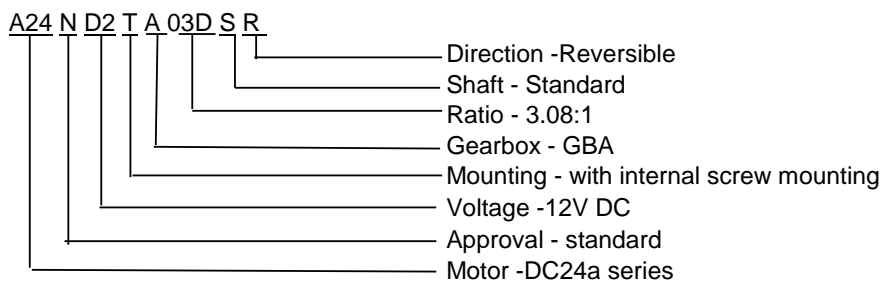 A24 N D2 T A 03D S R
Direction -Reversible
Shaft - Standard
Ratio - 3.08:1
Gearbox - GBA
Mounting - with internal screw mounting
Voltage -12V DC
Approval - standard
Motor -DC24a series